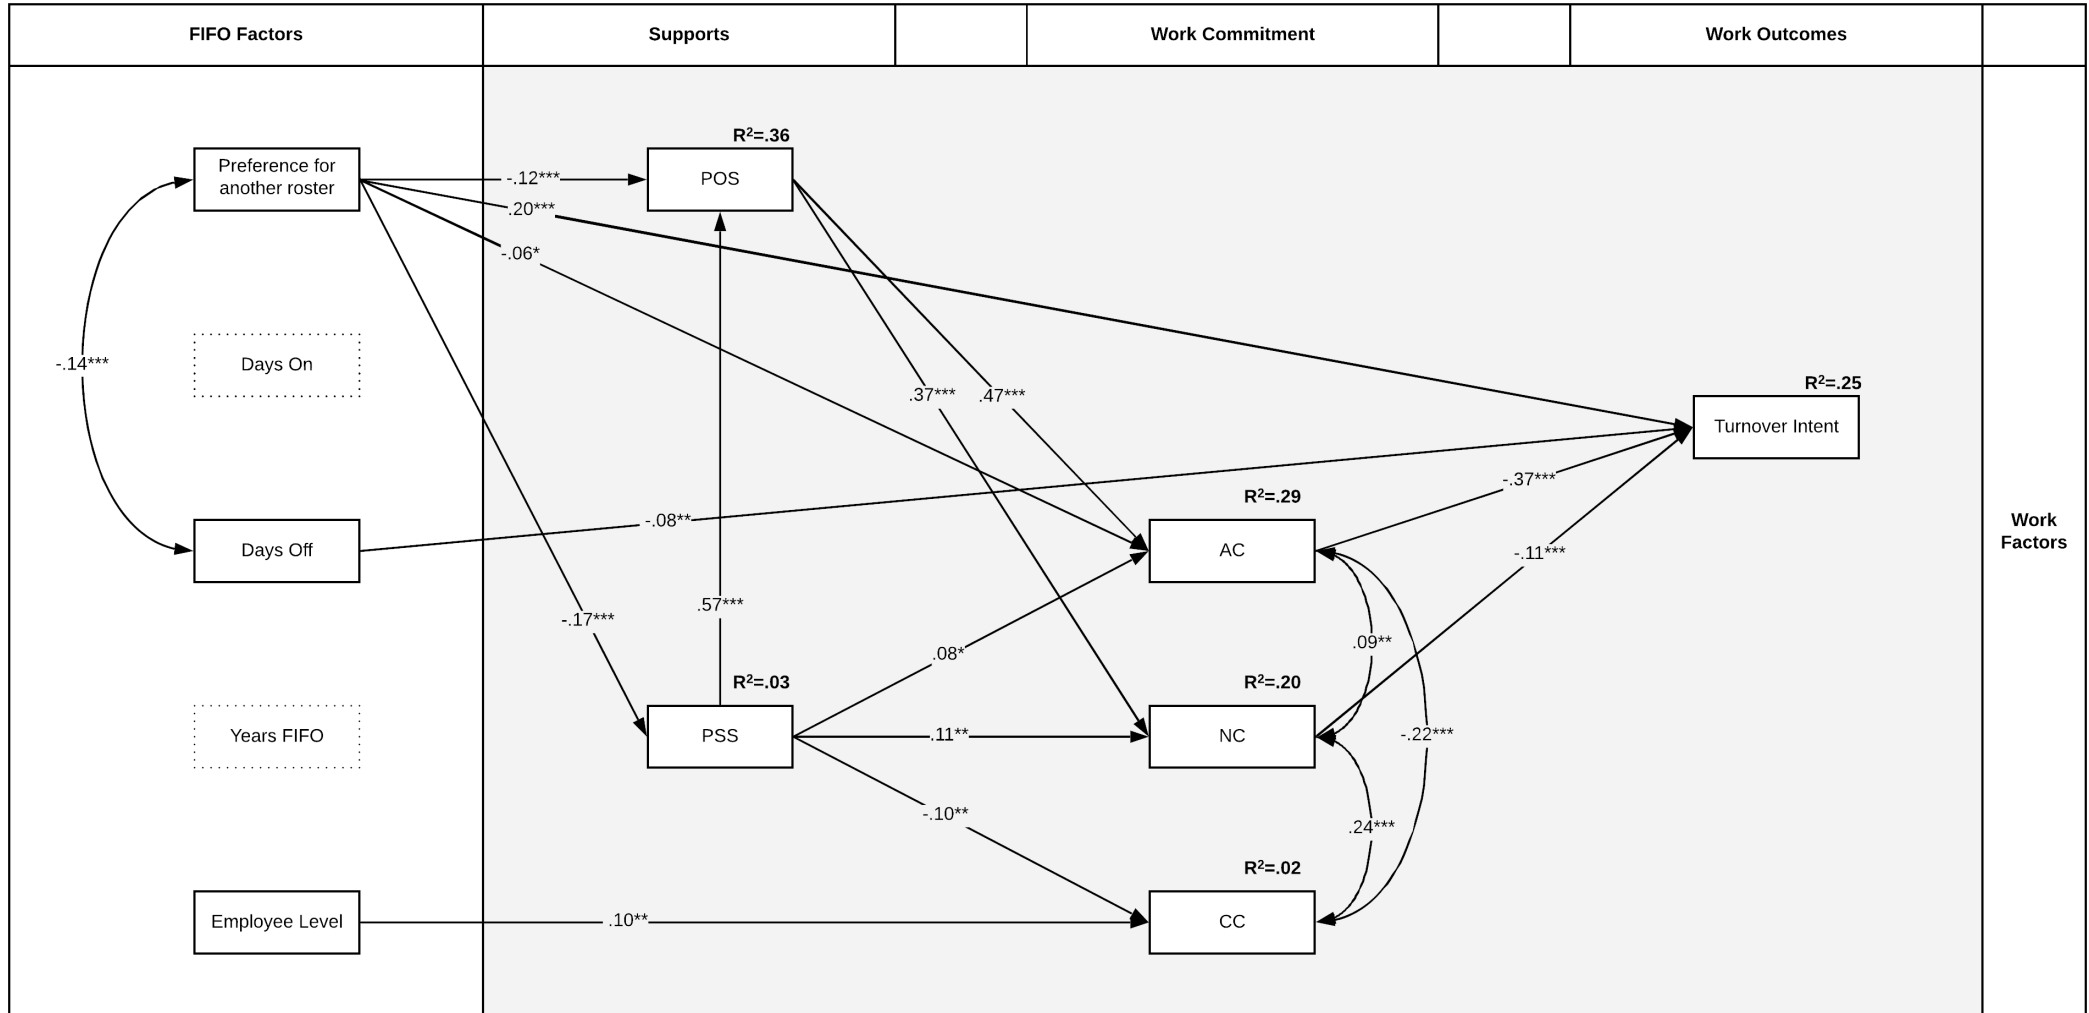 FIFO Factors
Supports
Work Commitment
Work Outcomes
R²=.36
Preference for
another roster
-.12***
POS
.20***
-.06*
-.14***
Days On
.37***
.47***
R²=.25
Turnover Intent
-.37***
R²=.29
Days Off
-.08**
AC
-.11***
Work
Factors
.57***
-.17***
.09**
.08*
R²=.03
R²=.20
Years FIFO
PSS
.11**
NC
-.22***
-.10**
.24***
R²=.02
Employee Level
.10**
CC